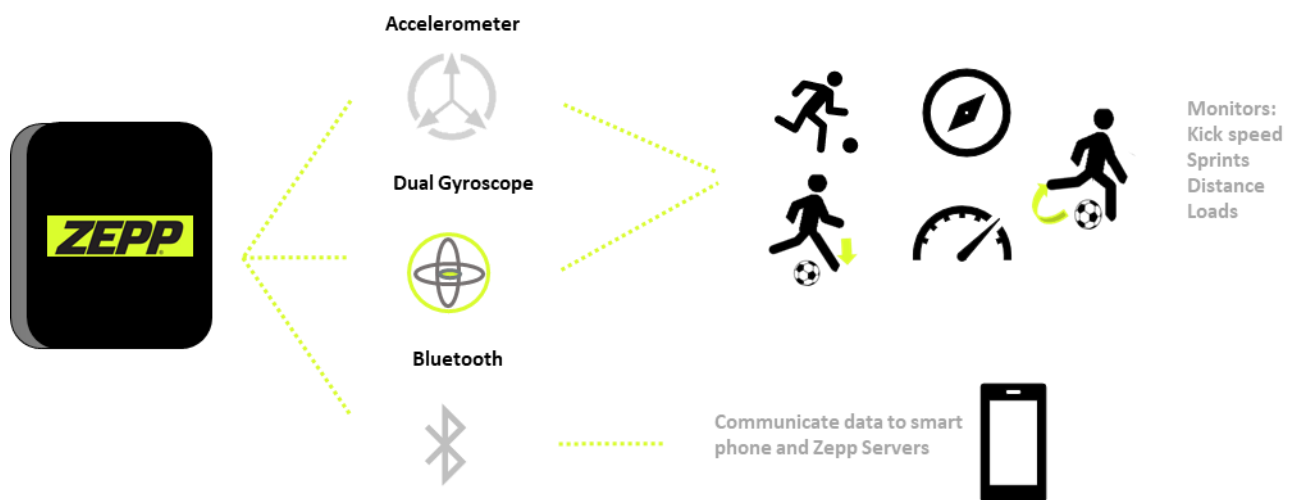 Accelerometer
ZEPP
Dual Gyroscope
Bluetooth
Monitors:
Kick speed
Sprints
Distance
Loads
Communicate data to smart
phone and Zepp Servers